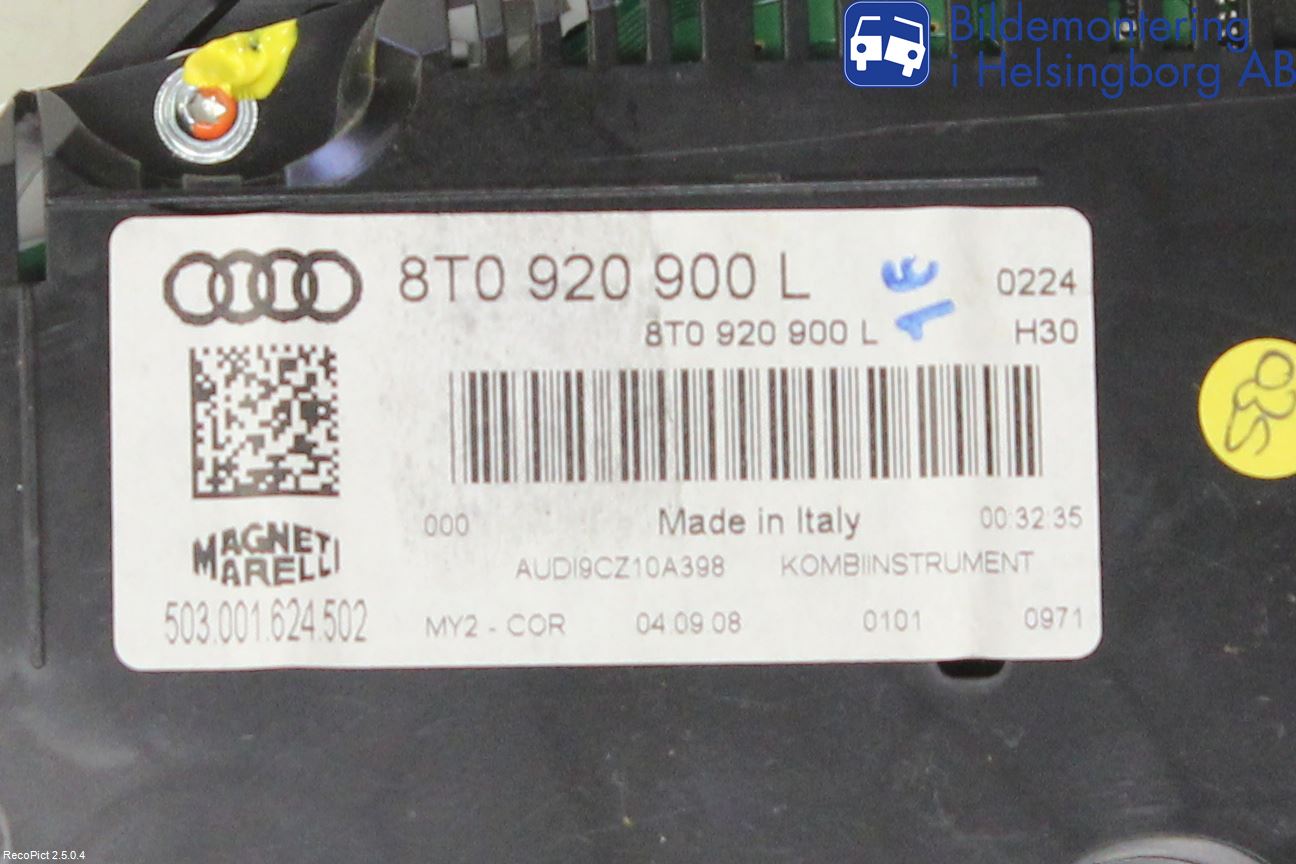 Bildemontering
i Helsingborg AB
8T0 920 900 L
0224
8T0 920 900 L
H30
1E
000
Made in Italy
00:32:35
MAGNETI
MARELLI
AUDI9CZ10A398
KOMBIINSTRUMENT
503.001.624.502
MY2 - COR
04.09.08
0101
0971
RecoPict 2.5.0.4